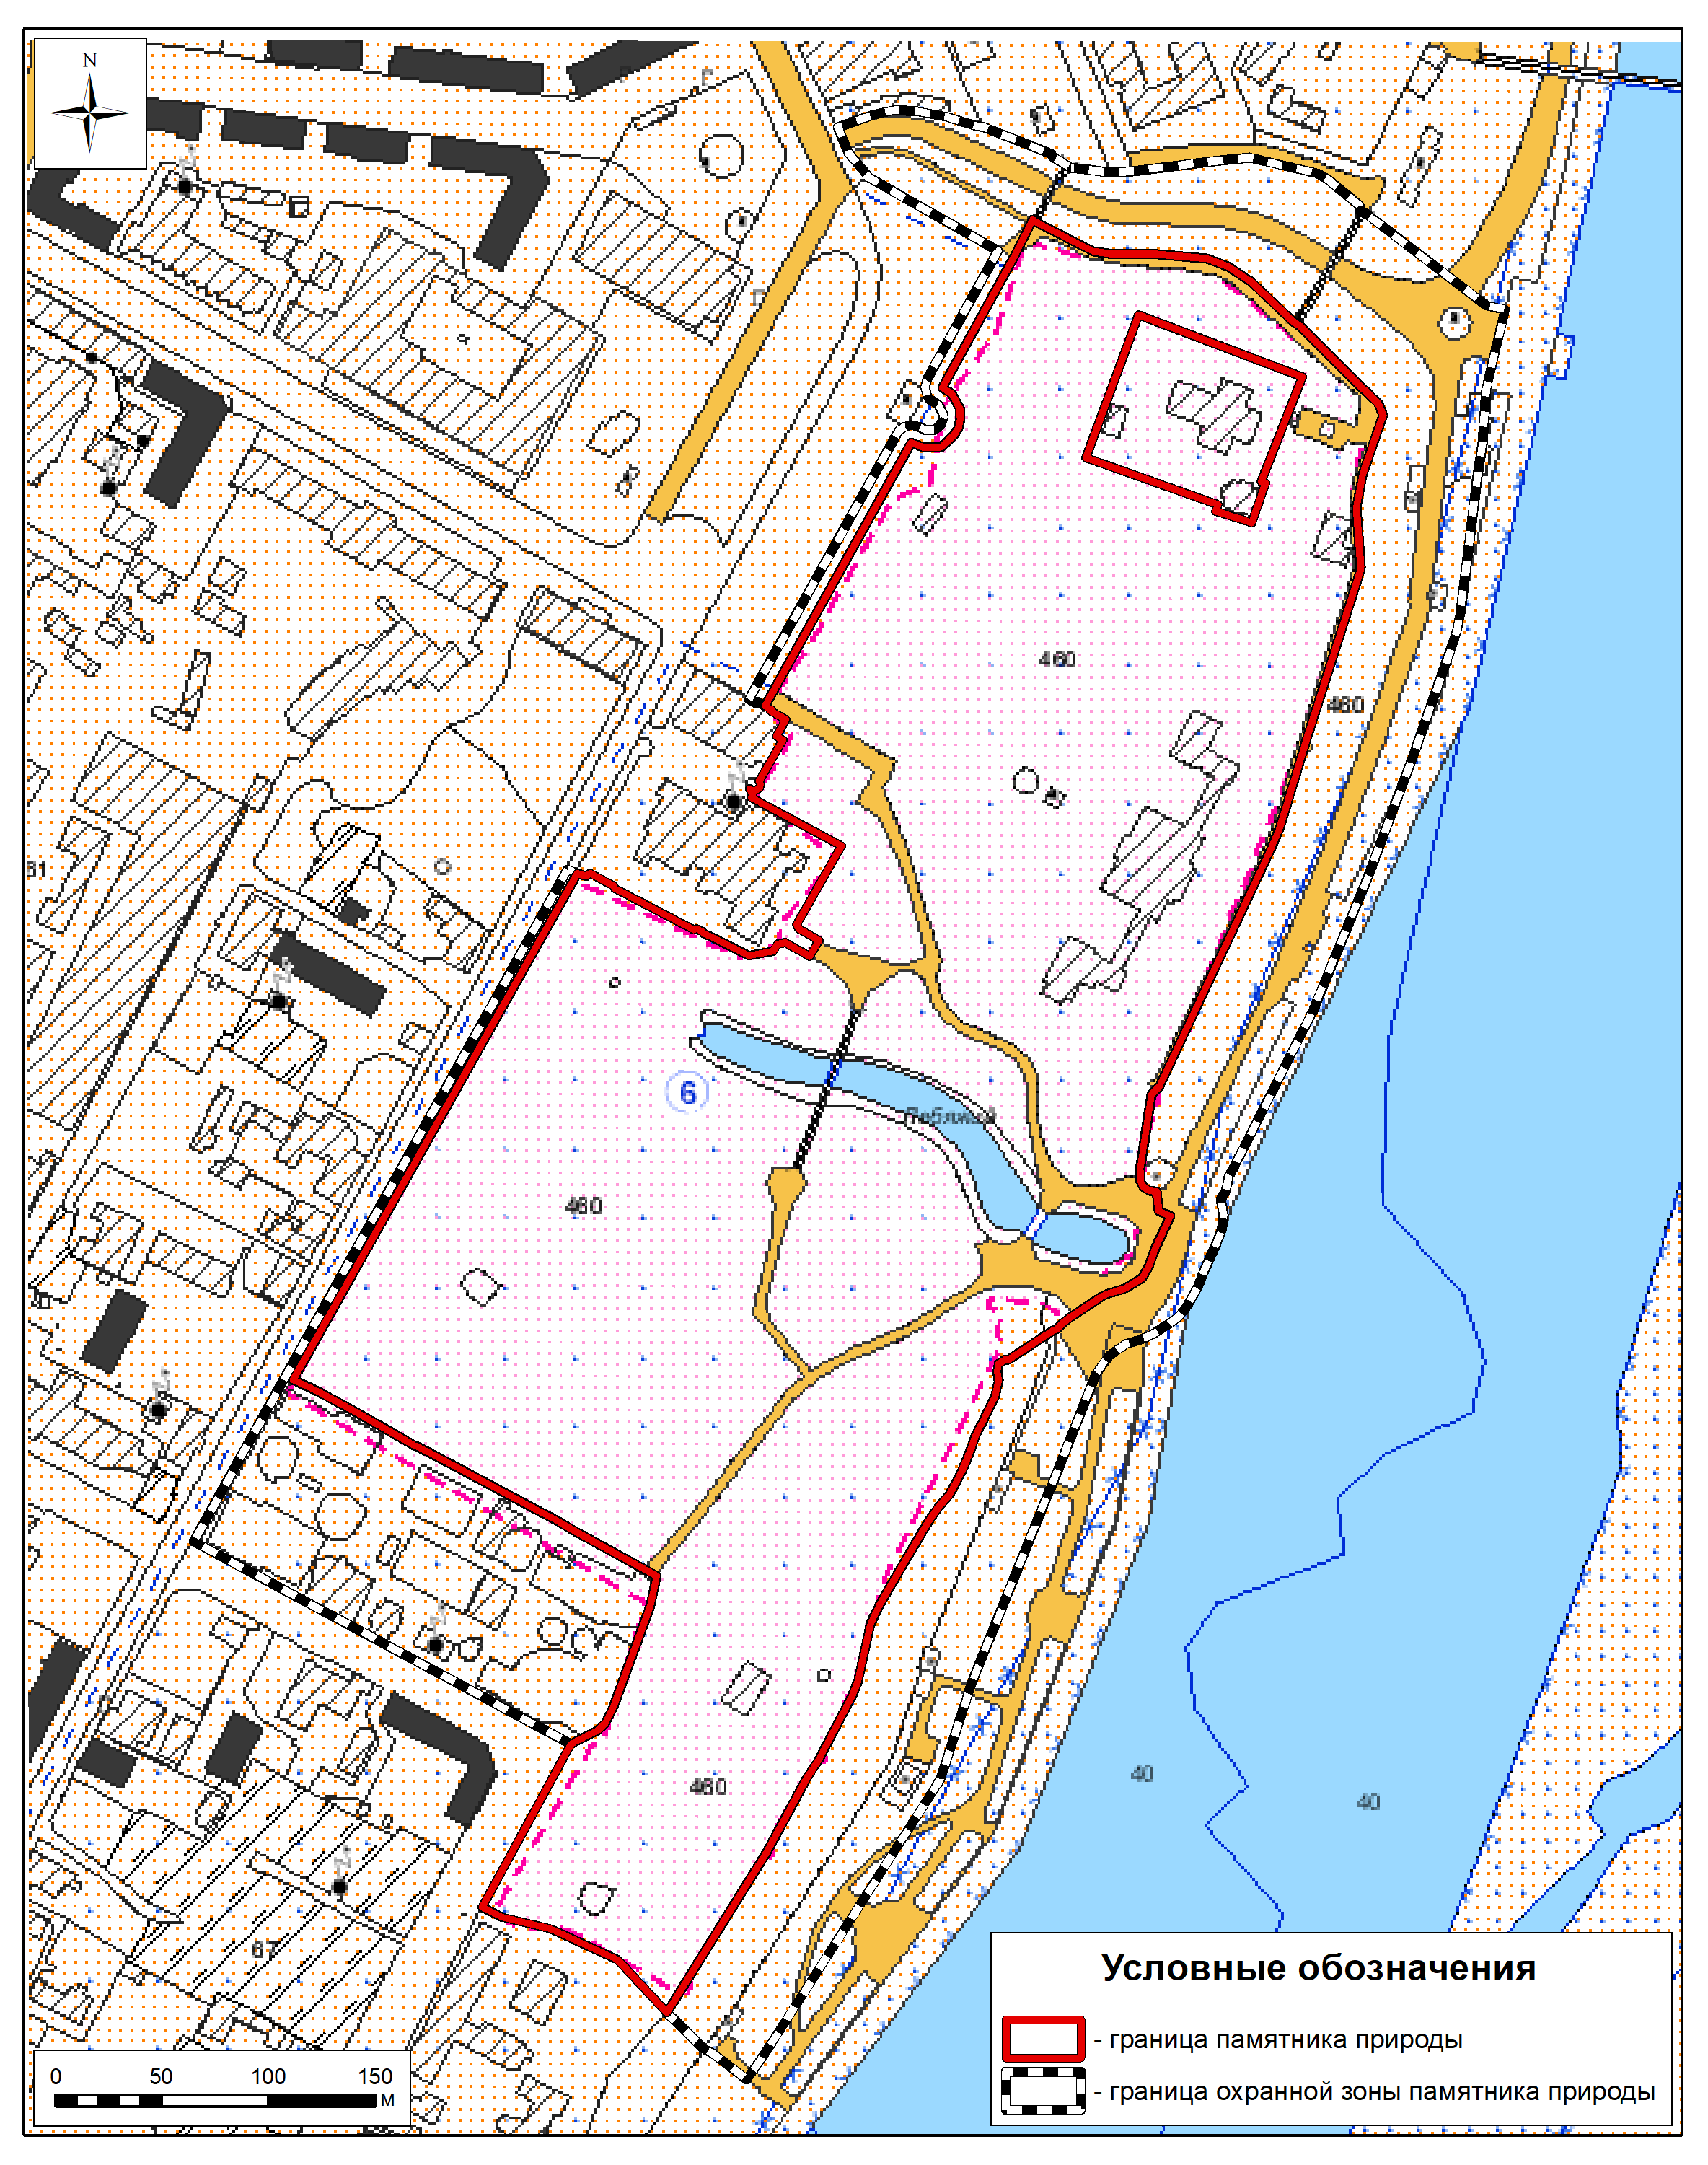 N
460
460
31
6
Лебяжий
460
460
40
40
67
Условные обозначения
- граница памятника природы
- граница охранной зоны памятника природы
0 50 100 150
м